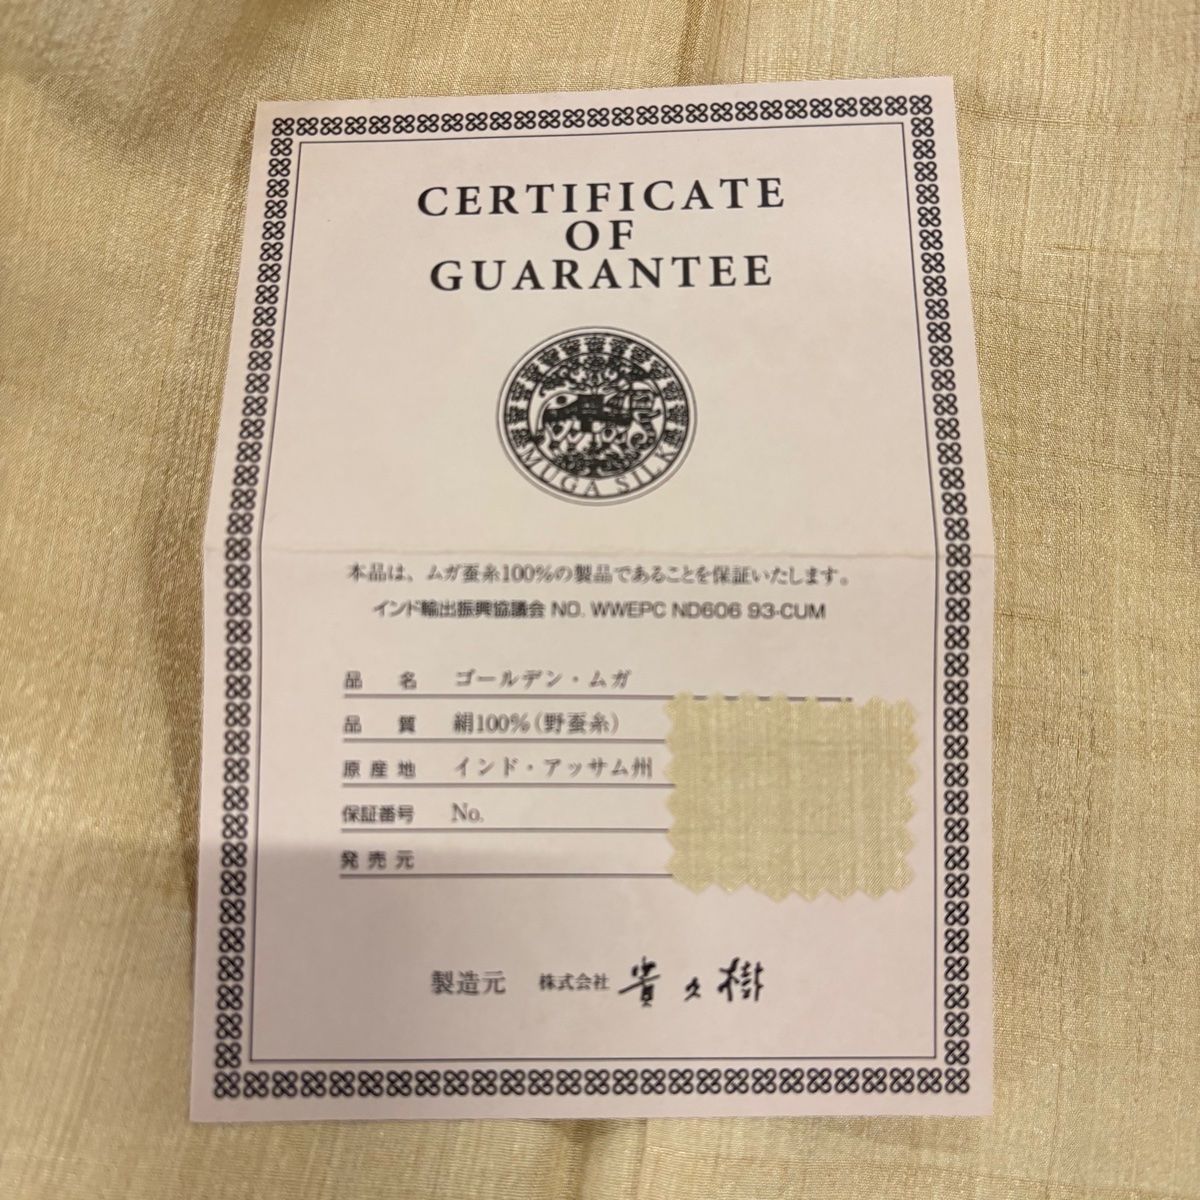 CERTIFICATE
OF
GUARANTEE
MUGA SILK
本品は、ムガ蚕糸100%の製品であることを保証いたします。
インド輸出振興協議会 NO. WWEPC ND606 93-CUM
品名 ゴールデン・ムガ
品質 絹100%(野蚕糸)
原産地 インド・アッサム州
保証番号 No.
発売元
製造元 株式会社 貴久樹